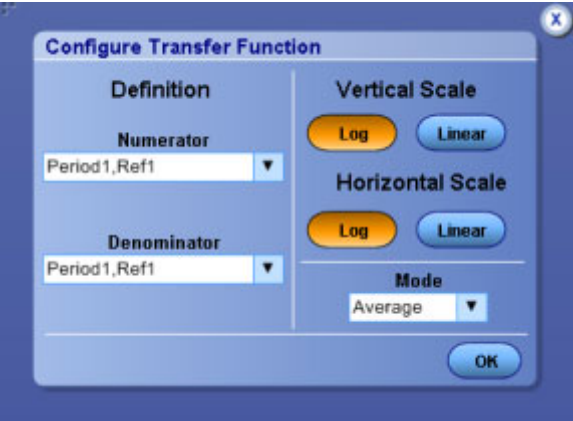 Configure Transfer Function
Definition
Numerator
Period1,Ref1
Denominator
Period1,Ref1
Vertical Scale
Log Linear
Horizontal Scale
Log Linear
Mode
Average
OK
X